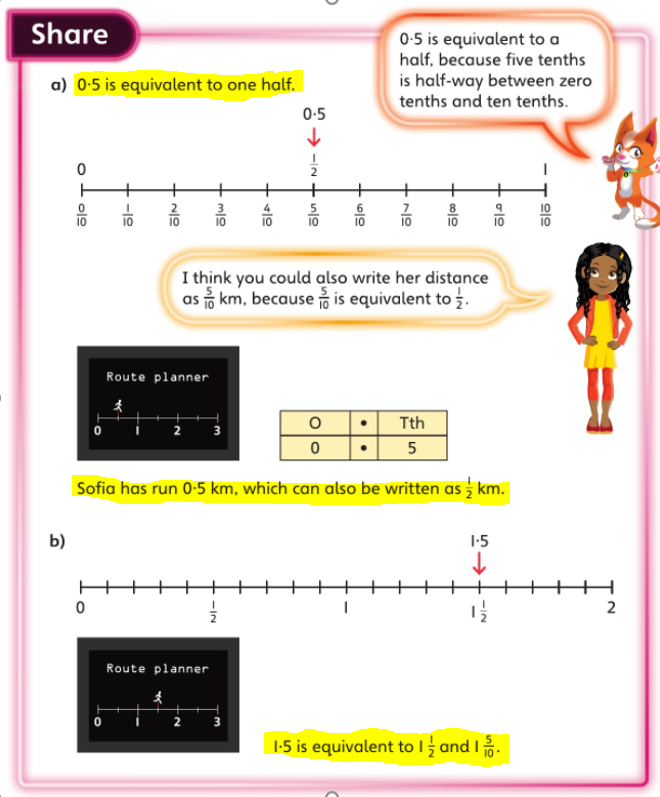 Share
0·5 is equivalent to a
half, because five tenths
is half-way between zero
tenths and ten tenths.
a) 0·5 is equivalent to one half.
0·5
0 1/2 1
0/10 1/10 2/10 3/10 4/10 5/10 6/10 7/10 8/10 9/10 10/10
I think you could also write her distance
as 5/10 km, because 5/10 is equivalent to 1/2.
Route planner
0 1 2 3
O • Tth
0 • 5
Sofia has run 0·5 km, which can also be written as 1/2 km.
b)
1·5
0 1/2 1 1 1/2 2
Route planner
0 1 2 3
1·5 is equivalent to 1 1/2 and 1 5/10.